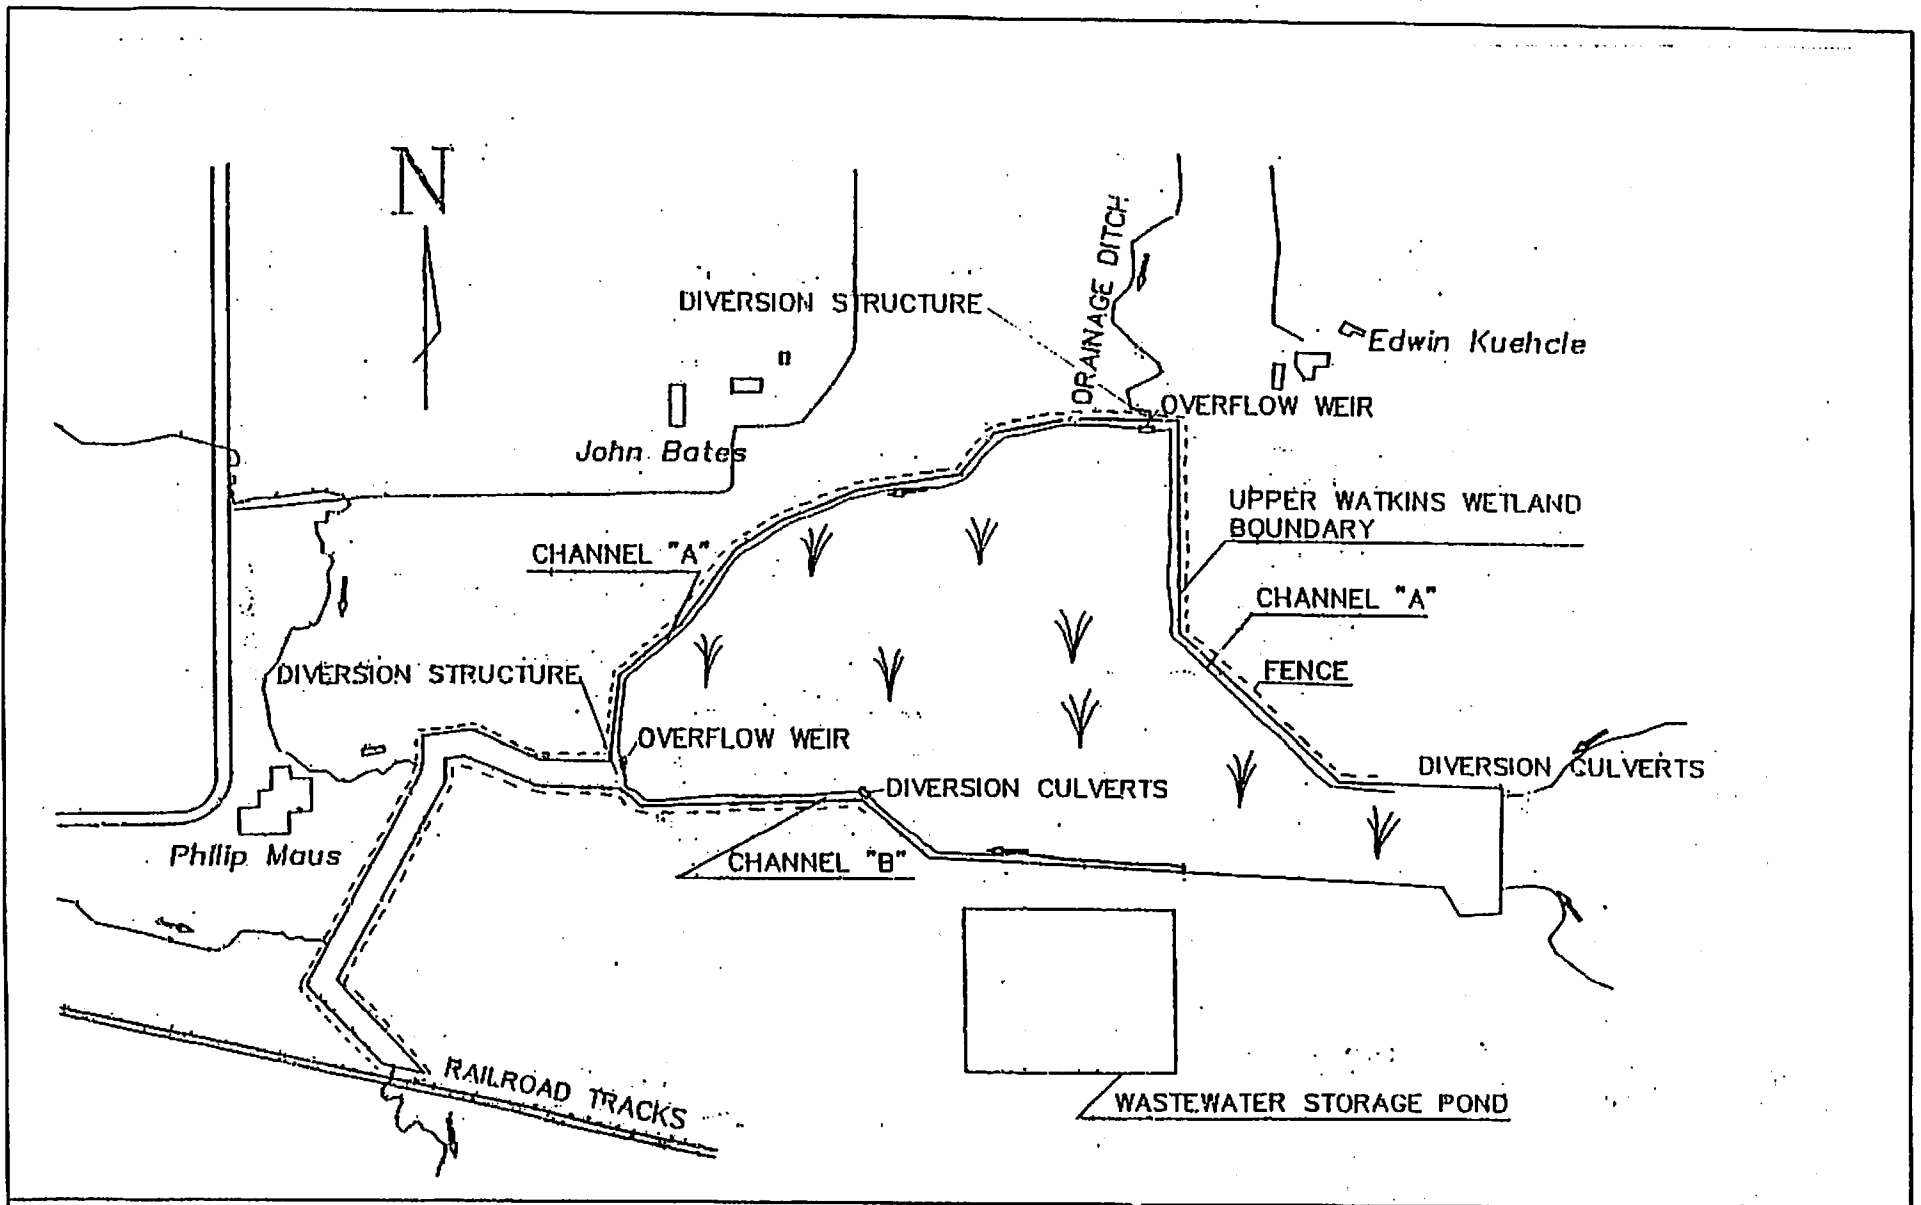 N
DRAINAGE DITCH
DIVERSION STRUCTURE
Edwin Kuehcle
OVERFLOW WEIR
John Bates
UPPER WATKINS WETLAND
BOUNDARY
CHANNEL "A"
CHANNEL "A"
FENCE
DIVERSION STRUCTURE
OVERFLOW WEIR
DIVERSION CULVERTS
DIVERSION CULVERTS
Philip Maus
CHANNEL "B"
RAILROAD TRACKS
WASTEWATER STORAGE POND